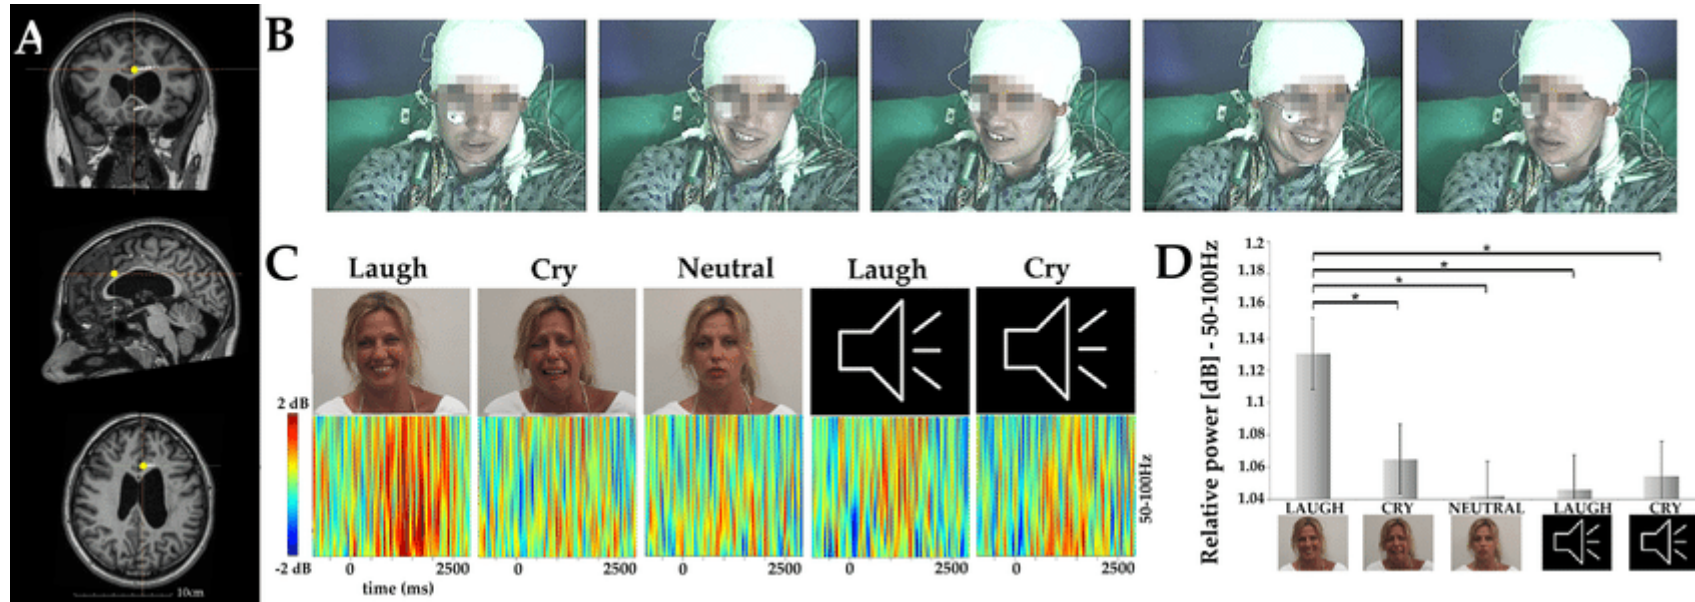 A
10cm
B
C
Laugh
Cry
Neutral
Laugh
Cry
2 dB
-2 dB
50-100Hz
0 2500 0 2500 0 2500 0 2500 0 2500
time (ms)
D
Relative power [dB] - 50-100Hz
1.2
1.18
1.16
1.14
1.12
1.1
1.08
1.06
1.04
* * * *
LAUGH CRY NEUTRAL LAUGH CRY